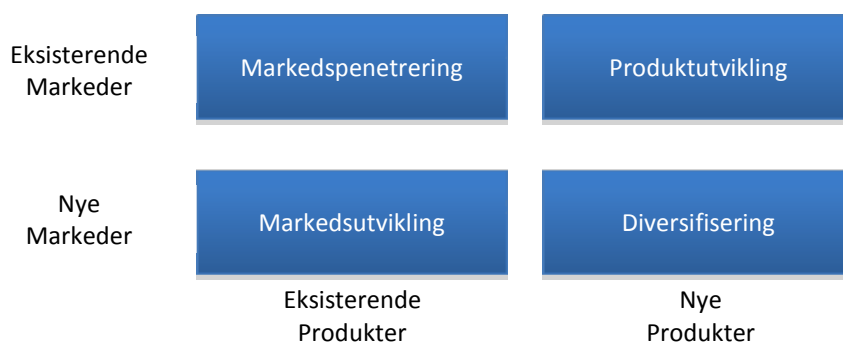 Eksisterende
Markeder
Markedspenetrering
Produktutvikling
Nye
Markeder
Markedsutvikling
Diversifisering
Eksisterende
Produkter
Nye
Produkter